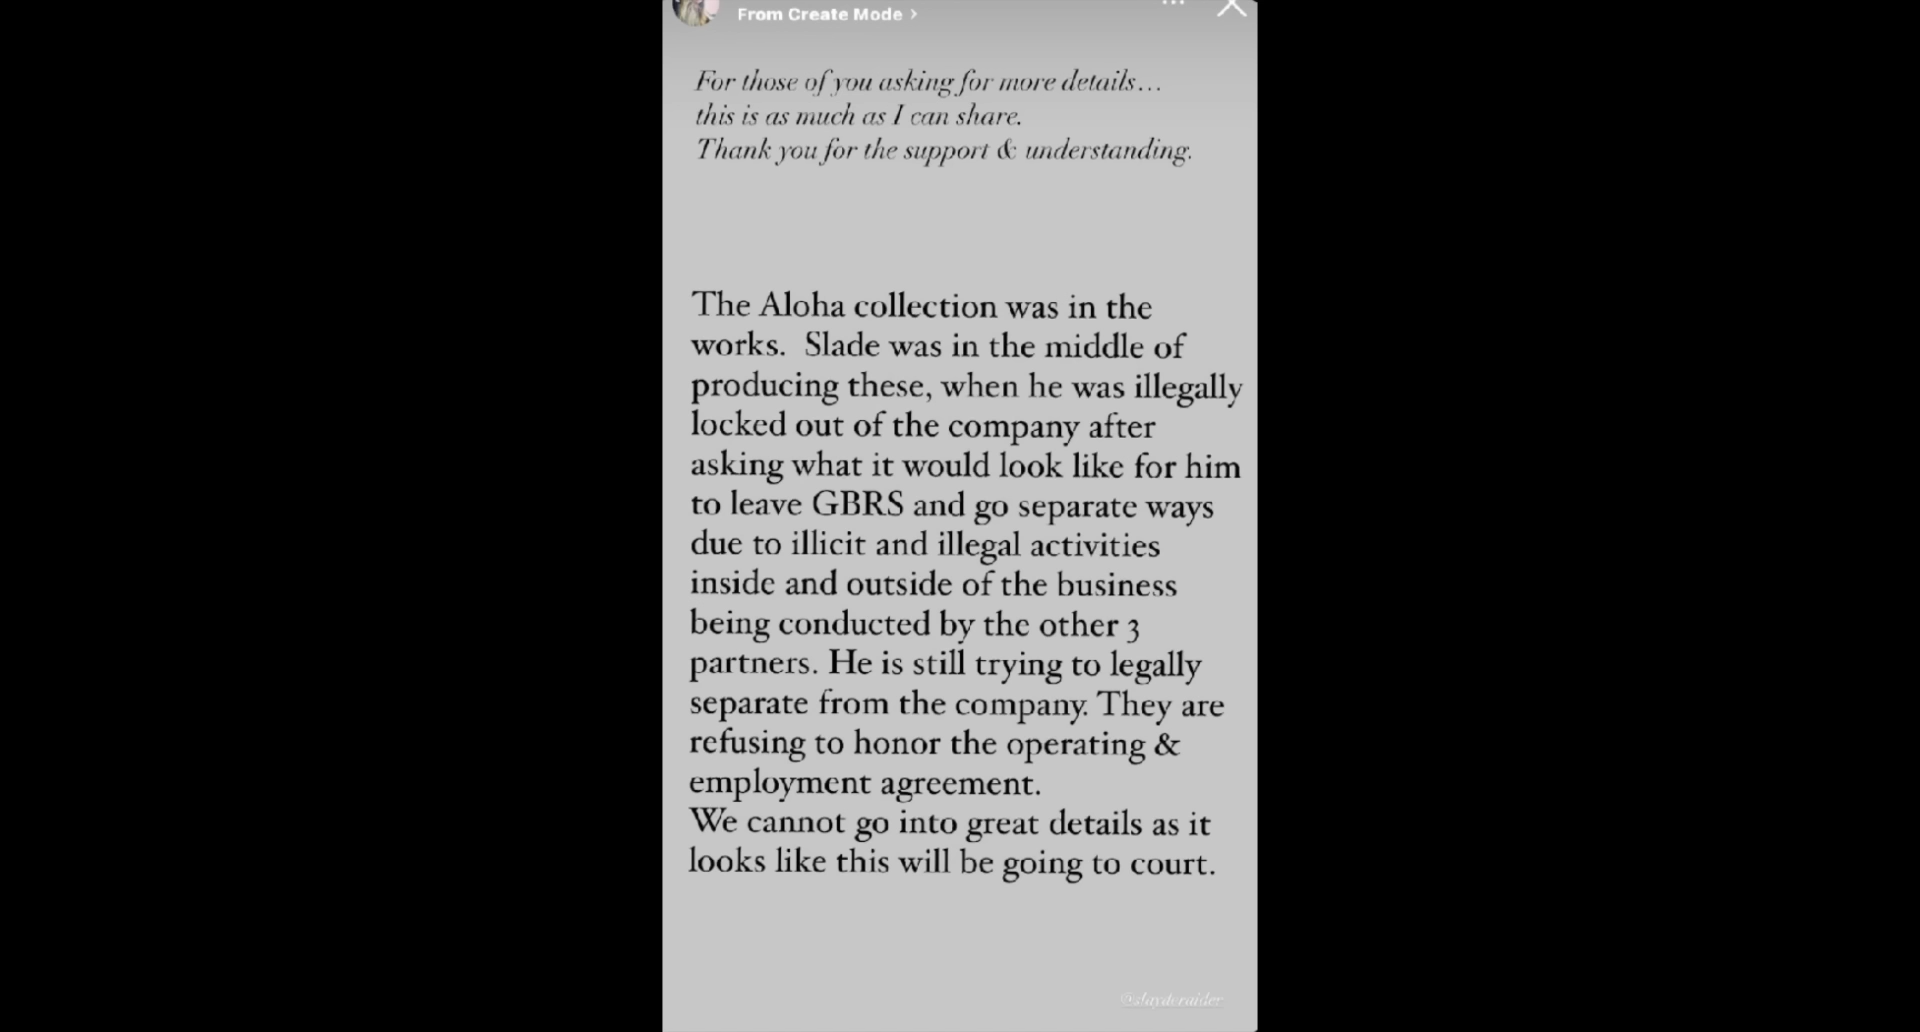 From Create Mode >
For those of you asking for more details...
this is as much as I can share.
Thank you for the support & understanding.
The Aloha collection was in the
works.  Slade was in the middle of
producing these, when he was illegally
locked out of the company after
asking what it would look like for him
to leave GBRS and go separate ways
due to illicit and illegal activities
inside and outside of the business
being conducted by the other 3
partners. He is still trying to legally
separate from the company. They are
refusing to honor the operating &
employment agreement.
We cannot go into great details as it
looks like this will be going to court.